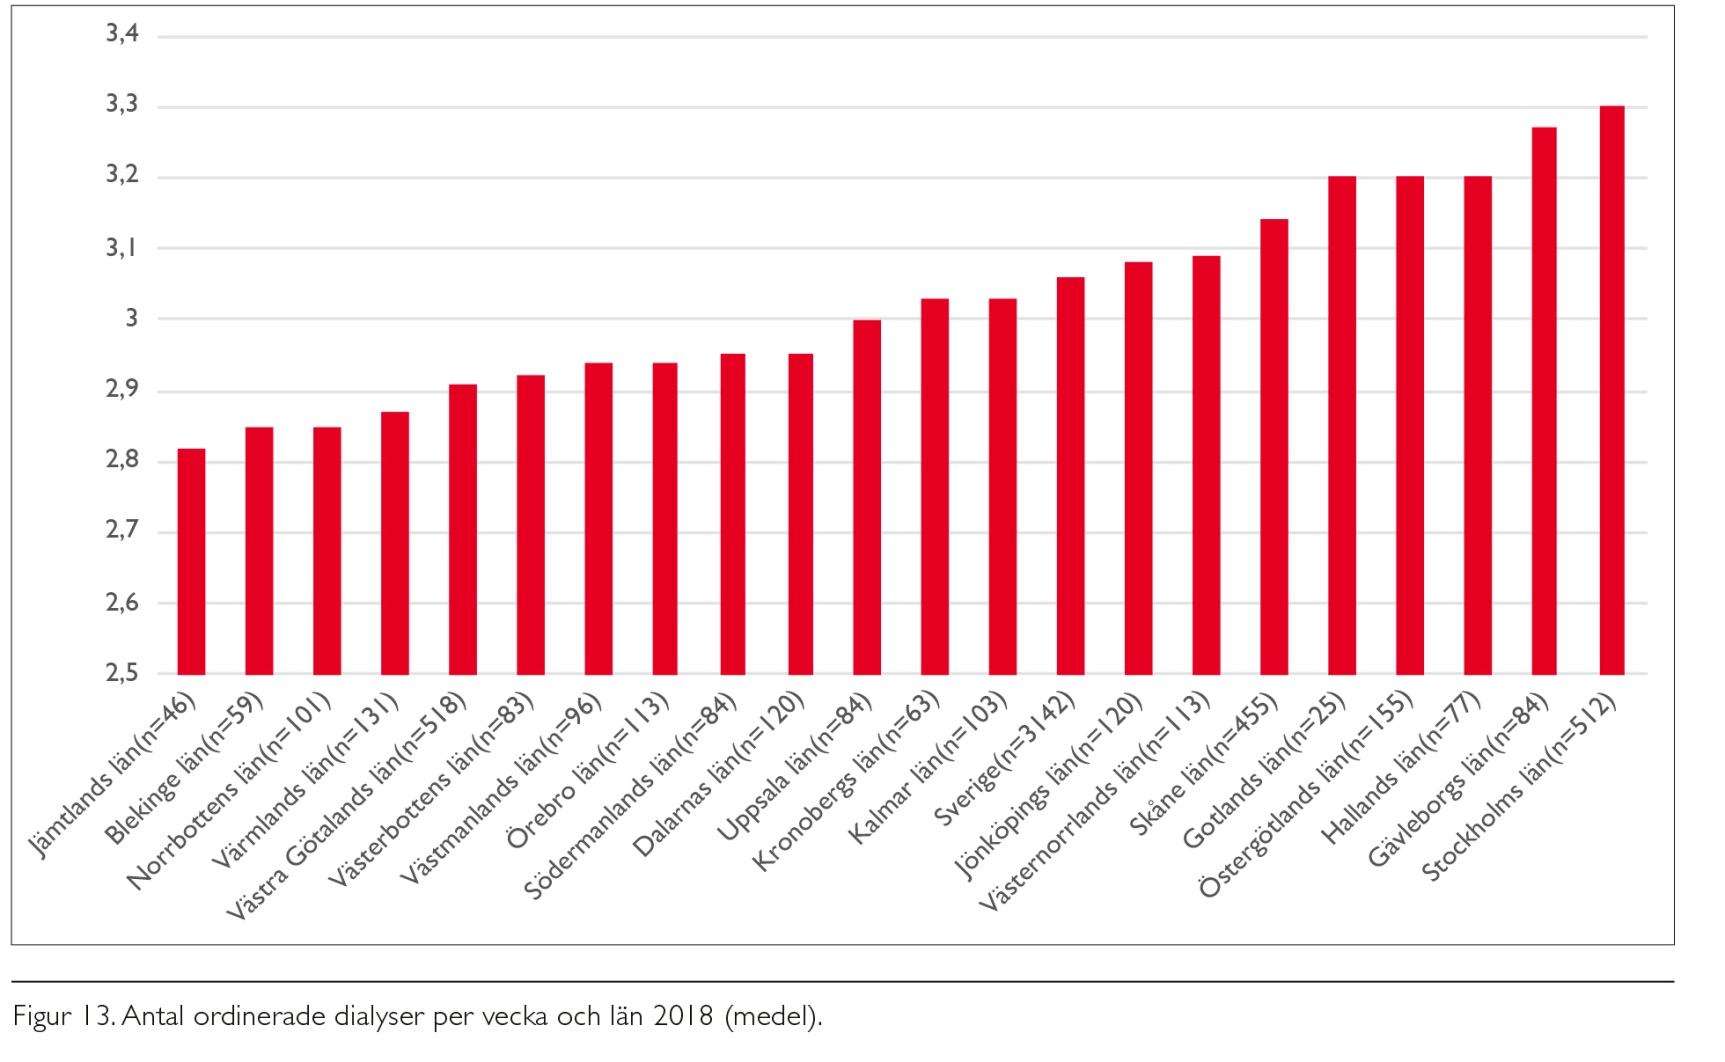 3,4
3,3
3,2
3,1
3
2,9
2,8
2,7
2,6
2,5
Jämtlands län(n=46)
Blekinge län(n=59)
Norrbottens län(n=101)
Värmlands län(n=131)
Västra Götalands län(n=518)
Västerbottens län(n=83)
Västmanlands län(n=96)
Örebro län(n=113)
Södermanlands län(n=84)
Dalarnas län(n=120)
Uppsala län(n=84)
Kronobergs län(n=63)
Kalmar län(n=103)
Sverige(n=3142)
Jönköpings län(n=120)
Västernorrlands län(n=113)
Skåne län(n=455)
Gotlands län(n=25)
Östergötlands län(n=155)
Hallands län(n=77)
Gävleborgs län(n=84)
Stockholms län(n=512)
Figur 13. Antal ordinerade dialyser per vecka och län 2018 (medel).